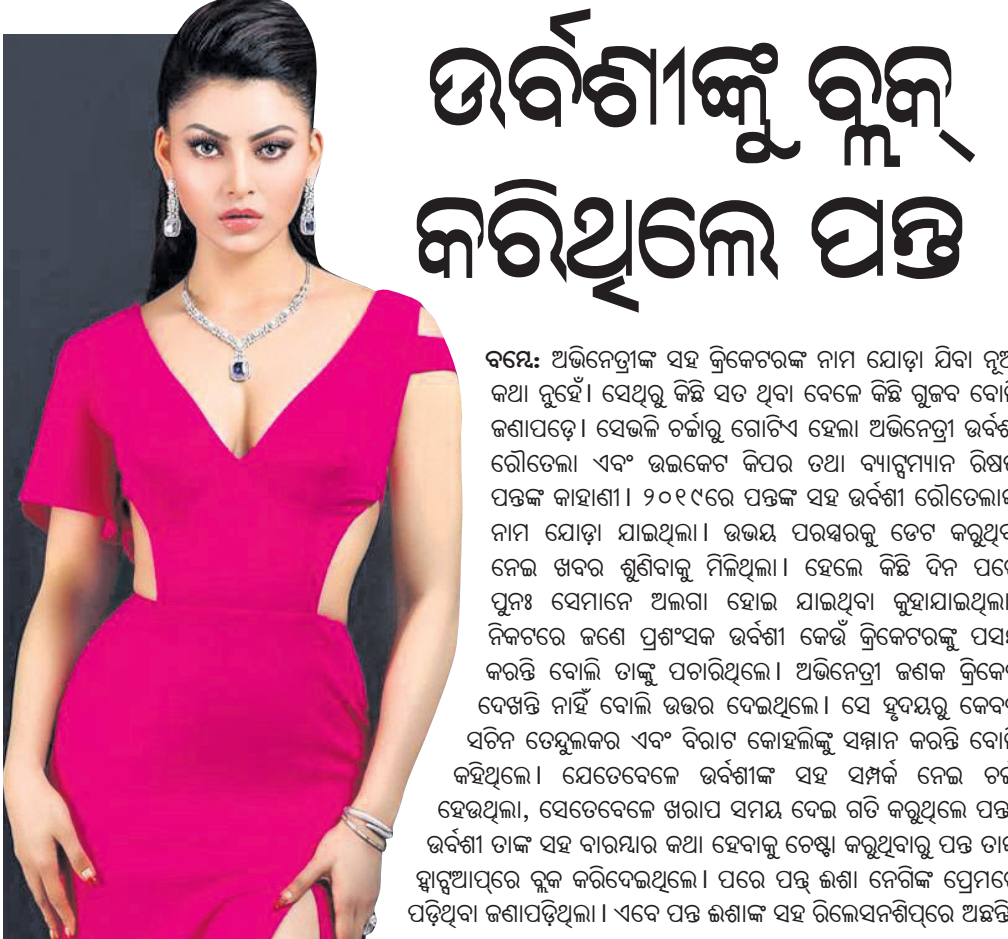 ଉର୍ବଶୀଙ୍କୁ ବ୍ଲକ୍
କରିଥିଲେ ପନ୍ତ
ବମ୍ବେ: ଅଭିନେତ୍ରୀଙ୍କ ସହ କ୍ରିକେଟରଙ୍କ ନାମ ଯୋଡ଼ା ଯିବା
କଥା ନୁହେଁ। ସେଥିରୁ କିଛି ସତ ଥିବା ବେଳେ କିଛି ଗୁଜବ
ଜଣାପଡ଼େ। ସେଭଳି ଚର୍ଚ୍ଚାରୁ ଗୋଟିଏ ହେଲା ଅଭିନେତ୍ରୀ
ରୌତେଲା ଏବଂ ଉଇକେଟ କିପର ତଥା ବ୍ୟାଟ୍ସମ୍ୟାନ
ପନ୍ତଙ୍କ କାହାଣୀ। ୨୦୧୯ରେ ପନ୍ତଙ୍କ ସହ ଉର୍ବଶୀ
ନାମ ଯୋଡ଼ା ଯାଇଥିଲା। ଉଭୟ ପରସ୍ପରକୁ ଡେଟ
ନେଇ ଖବର ଶୁଣିବାକୁ ମିଳିଥିଲା। ହେଲେ କିଛି ଦିନ
ପୁନଃ ସେମାନେ ଅଲଗା ହୋଇ ଯାଇଥିବା କୁହାଯାଇଥିଲା
ନିକଟରେ ଜଣେ ପ୍ରଶଂସକ ଉର୍ବଶୀ କେଉଁ କ୍ରିକେଟରଙ୍କୁ
କରନ୍ତି ବୋଲି ତାଙ୍କୁ ପଚାରିଥିଲେ। ଅଭିନେତ୍ରୀ ଜଣକ
ଦେଖନ୍ତି ନାହିଁ ବୋଲି ଉତ୍ତର ଦେଇଥିଲେ। ସେ ହୃଦୟରୁ
ସଚିନ ତେନ୍ଦୁଲକର ଏବଂ ବିରାଟ କୋହଲିଙ୍କୁ ସମ୍ମାନ କରନ୍ତି
କହିଥିଲେ। ଯେତେବେଳେ ଉର୍ବଶୀଙ୍କ ସହ ସମ୍ପର୍କ ନେଇ
ହେଉଥିଲା, ସେତେବେଳେ ଖରାପ ସମୟ ଦେଇ ଗତି କରୁଥିଲେ ପନ୍ତ
ଉର୍ବଶୀ ତାଙ୍କ ସହ ବାରମ୍ବାର କଥା ହେବାକୁ ଚେଷ୍ଟା କରୁଥିବାରୁ ପନ୍ତ
ହ୍ୱାଟ୍ସଆପ୍‌ରେ ବ୍ଲକ କରିଦେଇଥିଲେ। ପରେ ପନ୍ତ୍ ଈଶା ନେଗିଙ୍କ
ପଡ଼ିଥିବା ଜଣାପଡ଼ିଥିଲା। ଏବେ ପନ୍ତ ଈଶାଙ୍କ ସହ ରିଲେସନଶିପ୍‌ରେ ଅଛନ୍ତି